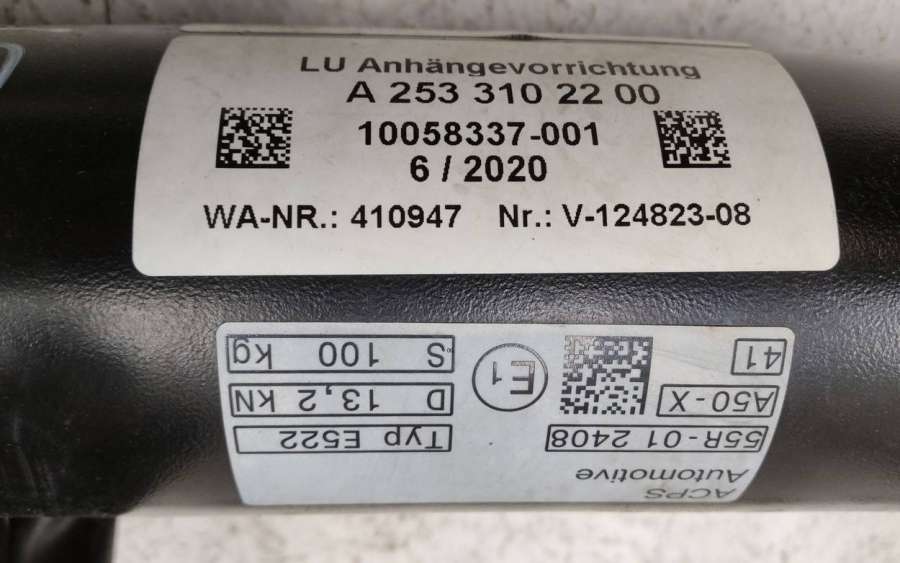 LU Anhängevorrichtung
A 253 310 22 00
10058337-001
6 / 2020
WA-NR.: 410947 Nr.: V-124823-08
ACPS
Automotive
55R-01 2408 Typ E522
A50-X D 13,2 kN
41 E1 S 100 kg